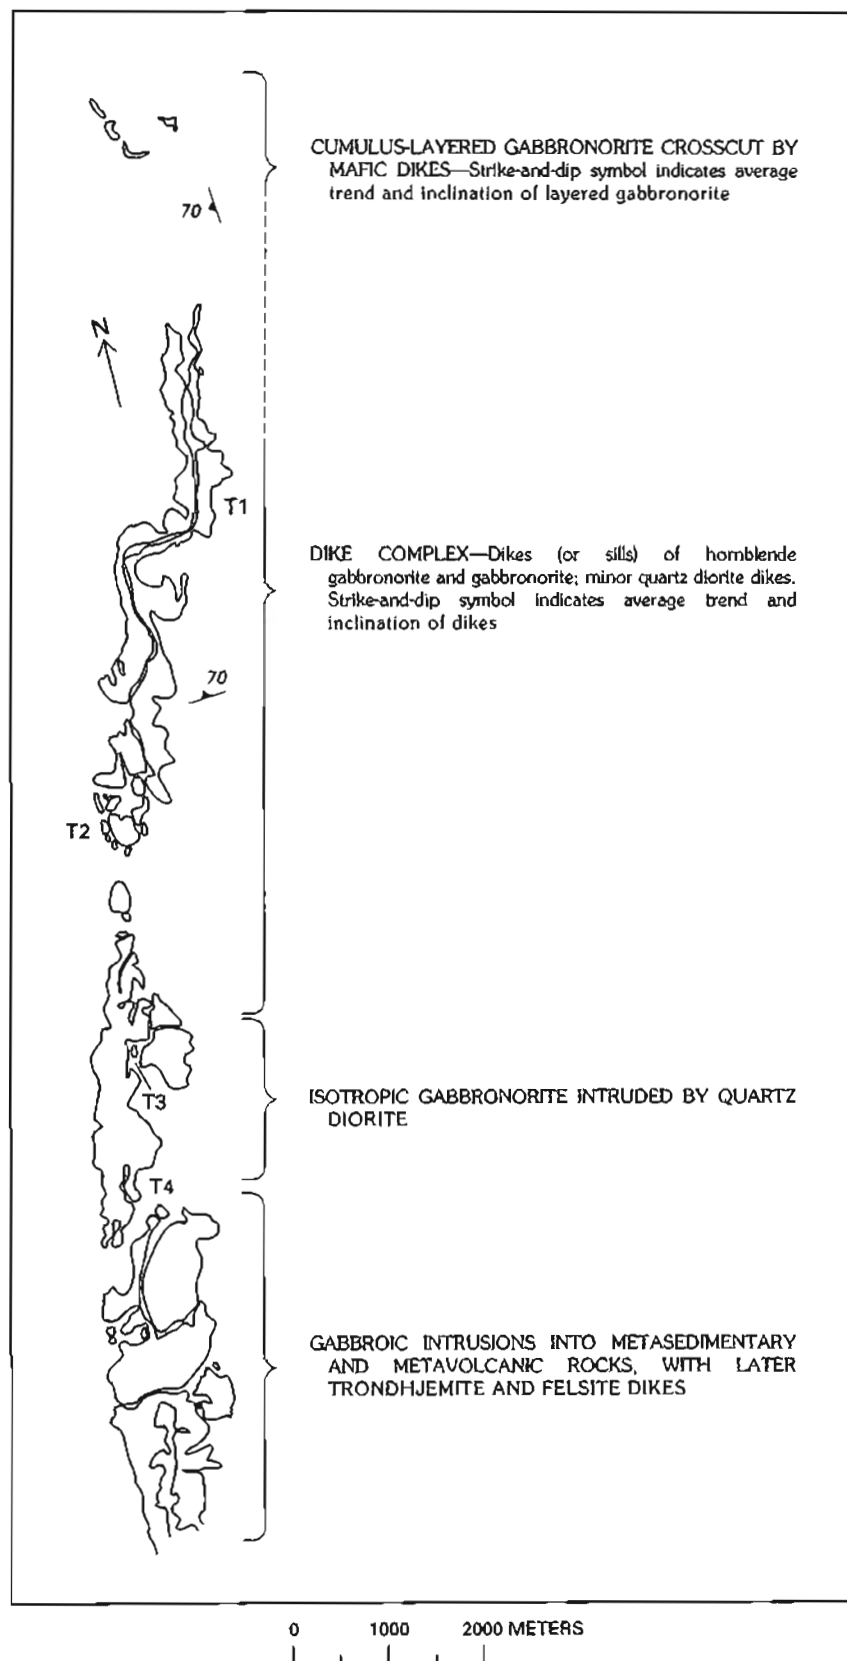 CUMULUS-LAYERED GABBRONORITE CROSSCUT BY
MAFIC DIKES—Strike-and-dip symbol indicates average
trend and inclination of layered gabbronorite
70
N
T1
DIKE COMPLEX—Dikes (or sills) of hornblende
gabbronorite and gabbronorite; minor quartz diorite dikes.
Strike-and-dip symbol indicates average trend and
inclination of dikes
70
T2
T3
ISOTROPIC GABBRONORITE INTRUDED BY QUARTZ
DIORITE
T4
GABBROIC INTRUSIONS INTO METASEDIMENTARY
AND METAVOLCANIC ROCKS, WITH LATER
TRONDHJEMITE AND FELSITE DIKES
0 1000 2000 METERS